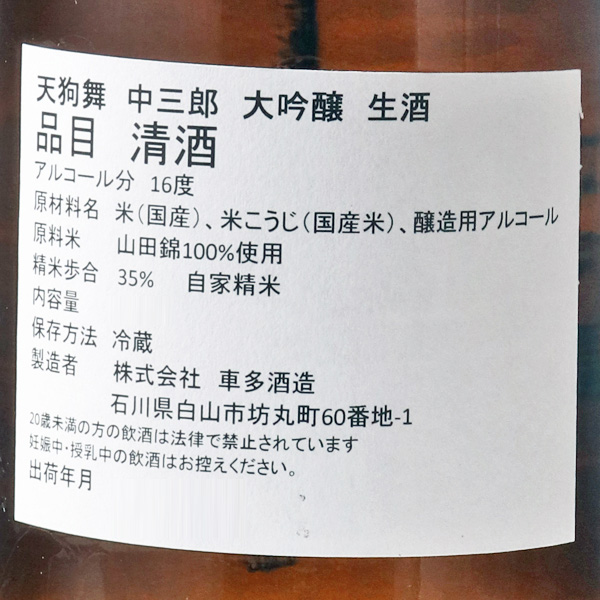 天狗舞 中三郎 大吟醸 生酒
品目 清酒
アルコール分 16度
原材料名 米(国産)、米こうじ(国産米)、醸造用アルコール
原料米 山田錦100%使用
精米歩合 35% 自家精米
内容量
保存方法 冷蔵
製造者 株式会社 車多酒造
石川県白山市坊丸町60番地-1
20歳未満の方の飲酒は法律で禁止されています
妊娠中・授乳中の飲酒はお控えください。
出荷年月